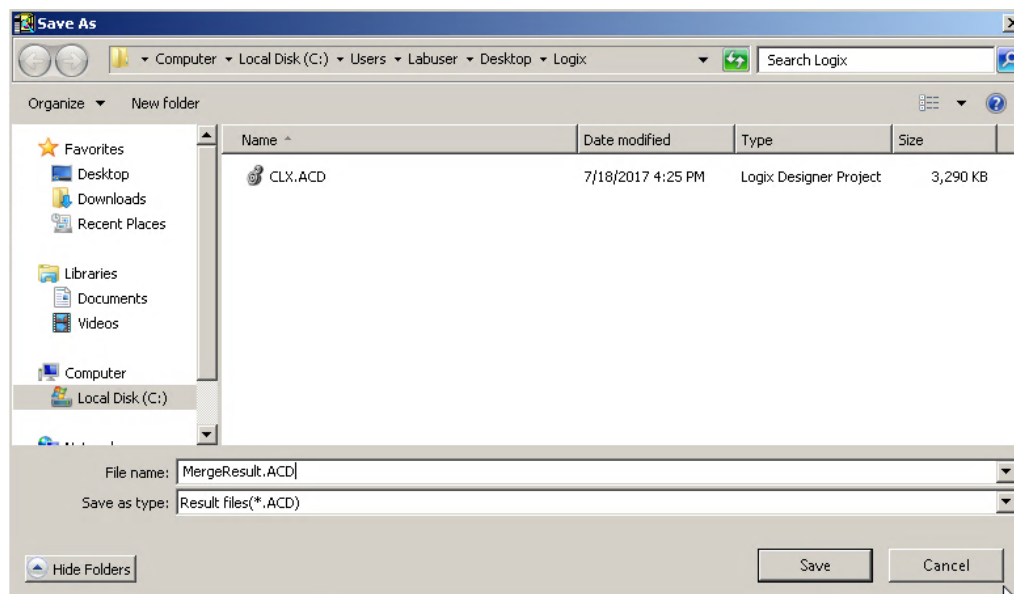 Save As
Computer Local Disk (C:) Users Labuser Desktop Logix
Search Logix
Organize New folder
Name Date modified Type Size
CLX.ACD 7/18/2017 4:25 PM Logix Designer Project 3,290 KB
Favorites
Desktop
Downloads
Recent Places
Libraries
Documents
Videos
Computer
Local Disk (C:)
File name: MergeResult.ACD
Save as type: Result files(*.ACD)
Hide Folders Save Cancel